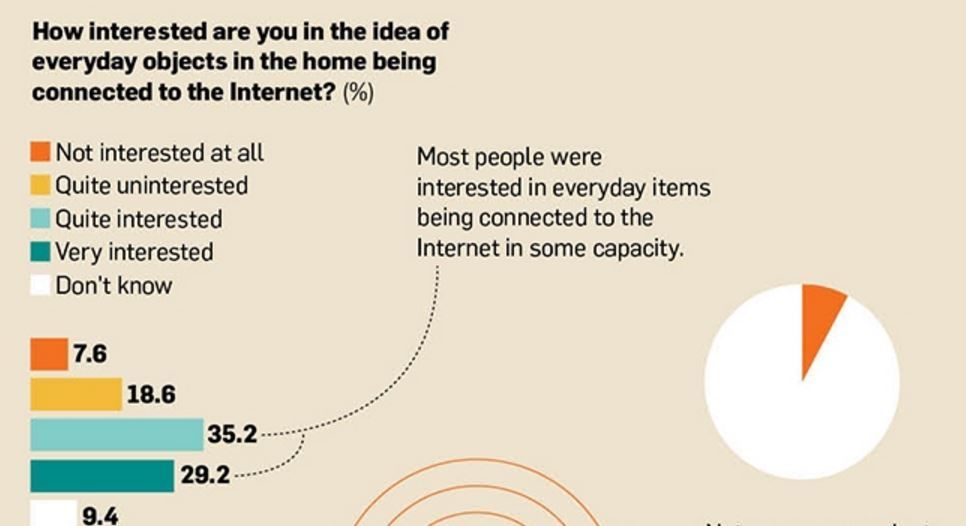 How interested are you in the idea of
everyday objects in the home being
connected to the Internet? (%)
Not interested at all
Quite uninterested
Quite interested
Very interested
Don't know
Most people were
interested in everyday items
being connected to the
Internet in some capacity.
7.6
18.6
35.2
29.2
9.4